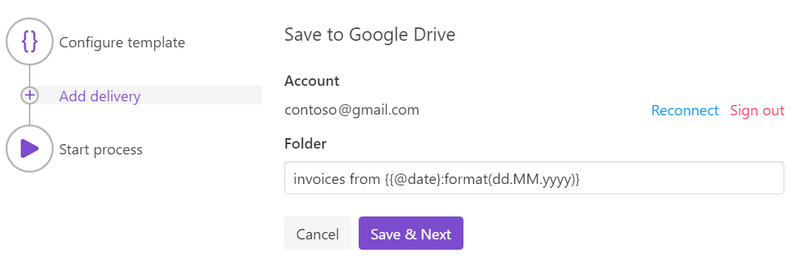 {}
Configure template
+
Add delivery
Start process
Save to Google Drive
Account
contoso@gmail.com
Reconnect Sign out
Folder
invoices from {{@date}:format(dd.MM.yyyy)}
Cancel
Save & Next